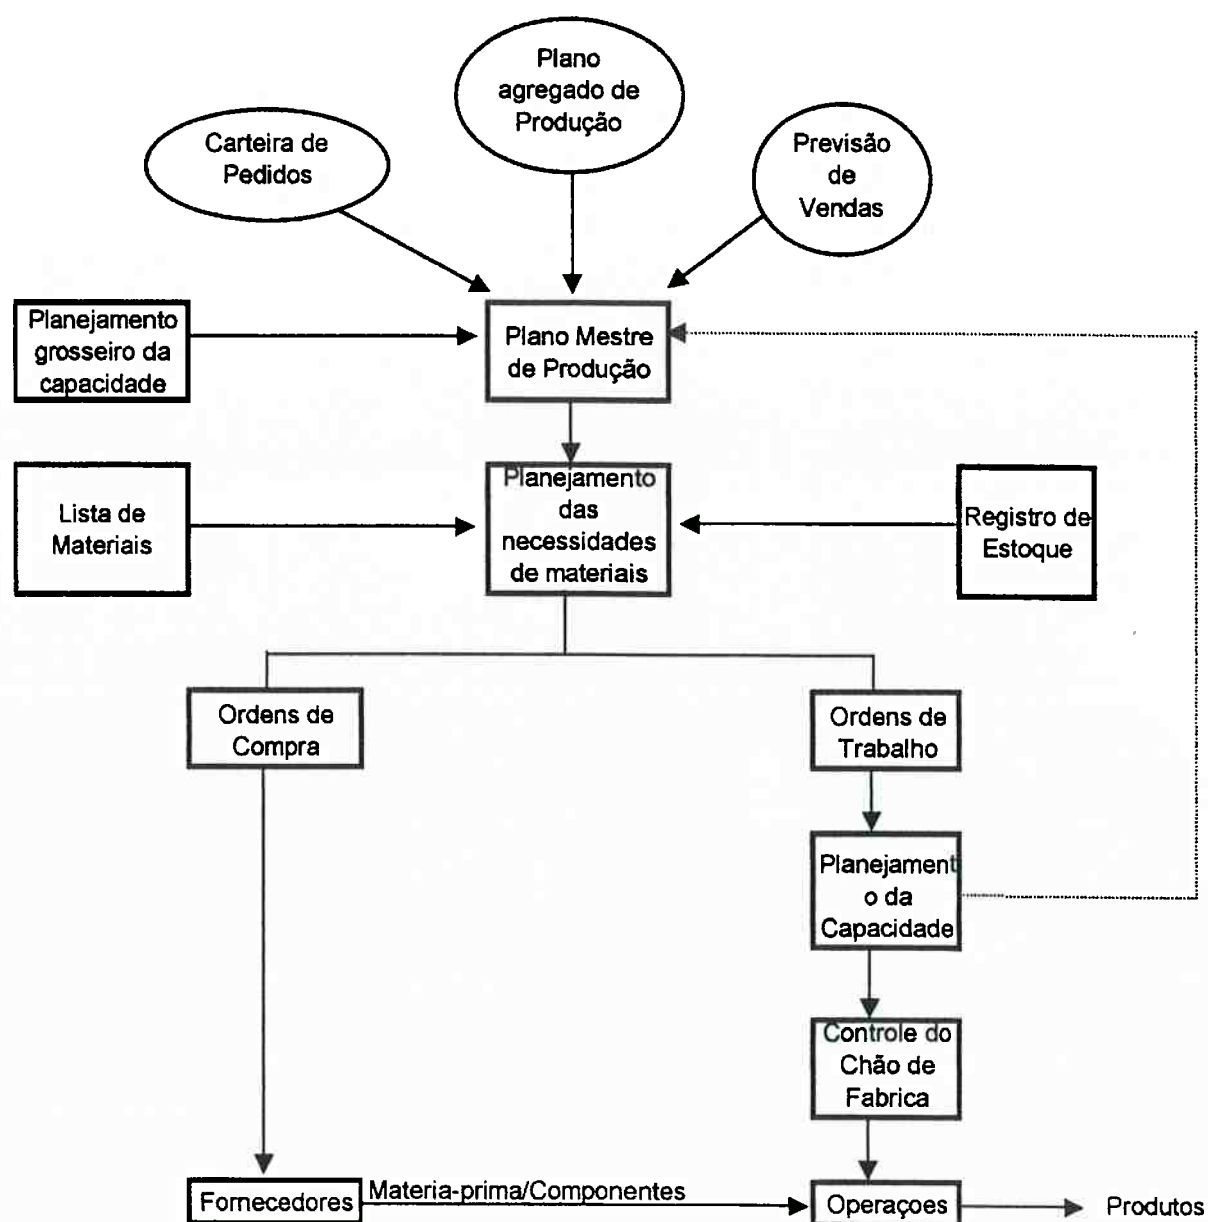 Plano
agregado de
Produção
Carteira de
Pedidos
Previsão
de
Vendas
Planejamento
grosseiro da
capacidade
Plano Mestre
de Produção
Lista de
Materiais
Planejamento
das
necessidades
de materiais
Registro de
Estoque
Ordens de
Compra
Ordens de
Trabalho
Planejament
o da
Capacidade
Controle do
Chão de
Fabrica
Fornecedores
Materia-prima/Componentes
Operaçoes
Produtos